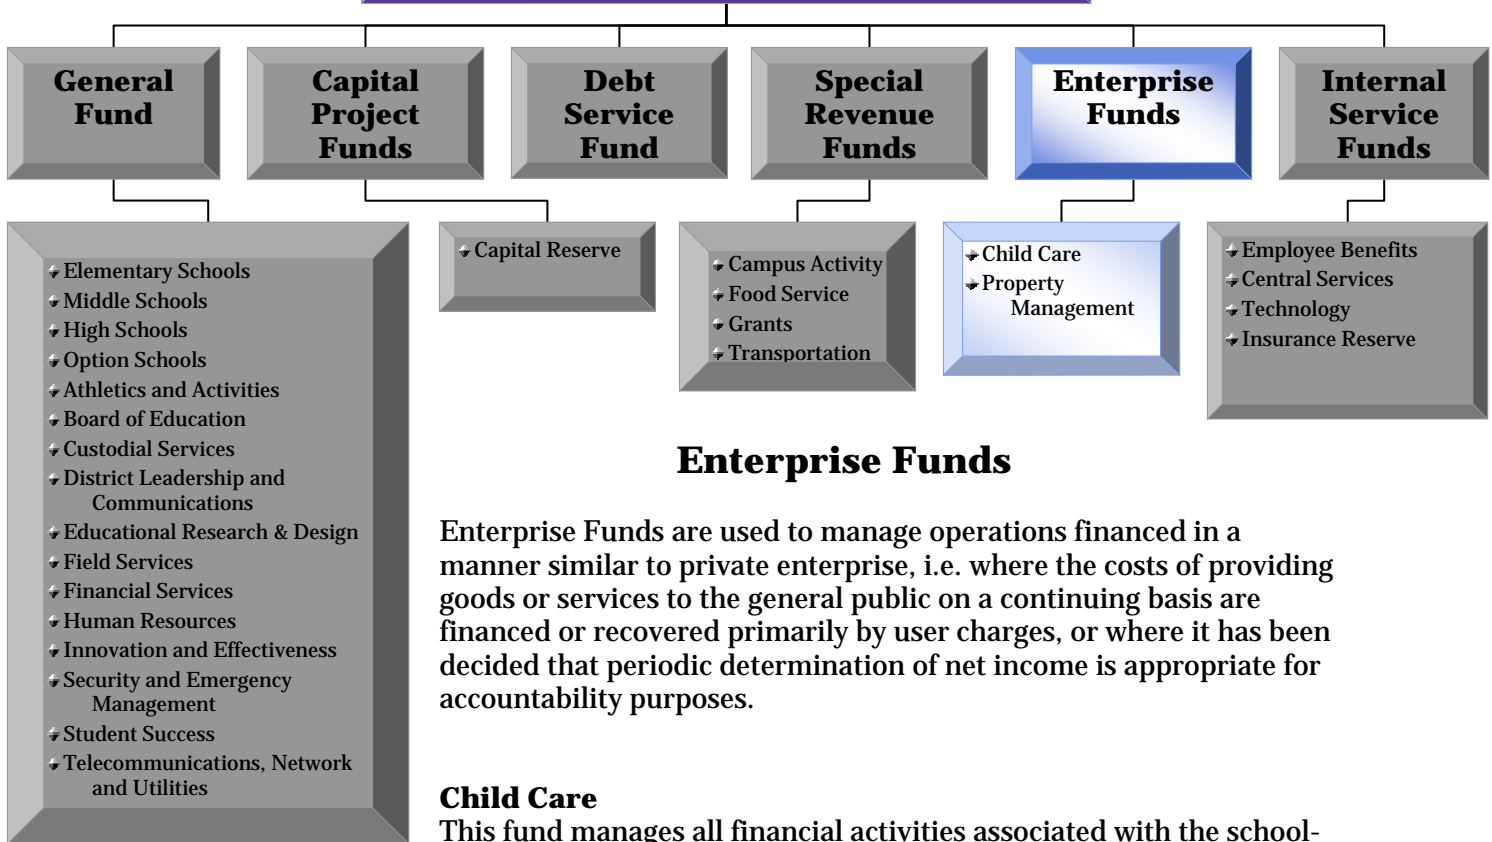 General
Fund
Capital
Project
Funds
Debt
Service
Fund
Special
Revenue
Funds
Enterprise
Funds
Internal
Service
Funds
Elementary Schools
Middle Schools
High Schools
Option Schools
Athletics and Activities
Board of Education
Custodial Services
District Leadership and
Communications
Educational Research & Design
Field Services
Financial Services
Human Resources
Innovation and Effectiveness
Security and Emergency
Management
Student Success
Telecommunications, Network
and Utilities
Capital Reserve
Campus Activity
Food Service
Grants
Transportation
Child Care
Property
Management
Employee Benefits
Central Services
Technology
Insurance Reserve
Enterprise Funds
Enterprise Funds are used to manage operations financed in a
manner similar to private enterprise, i.e. where the costs of providing
goods or services to the general public on a continuing basis are
financed or recovered primarily by user charges, or where it has been
decided that periodic determination of net income is appropriate for
accountability purposes.
Child Care
This fund manages all financial activities associated with the school-